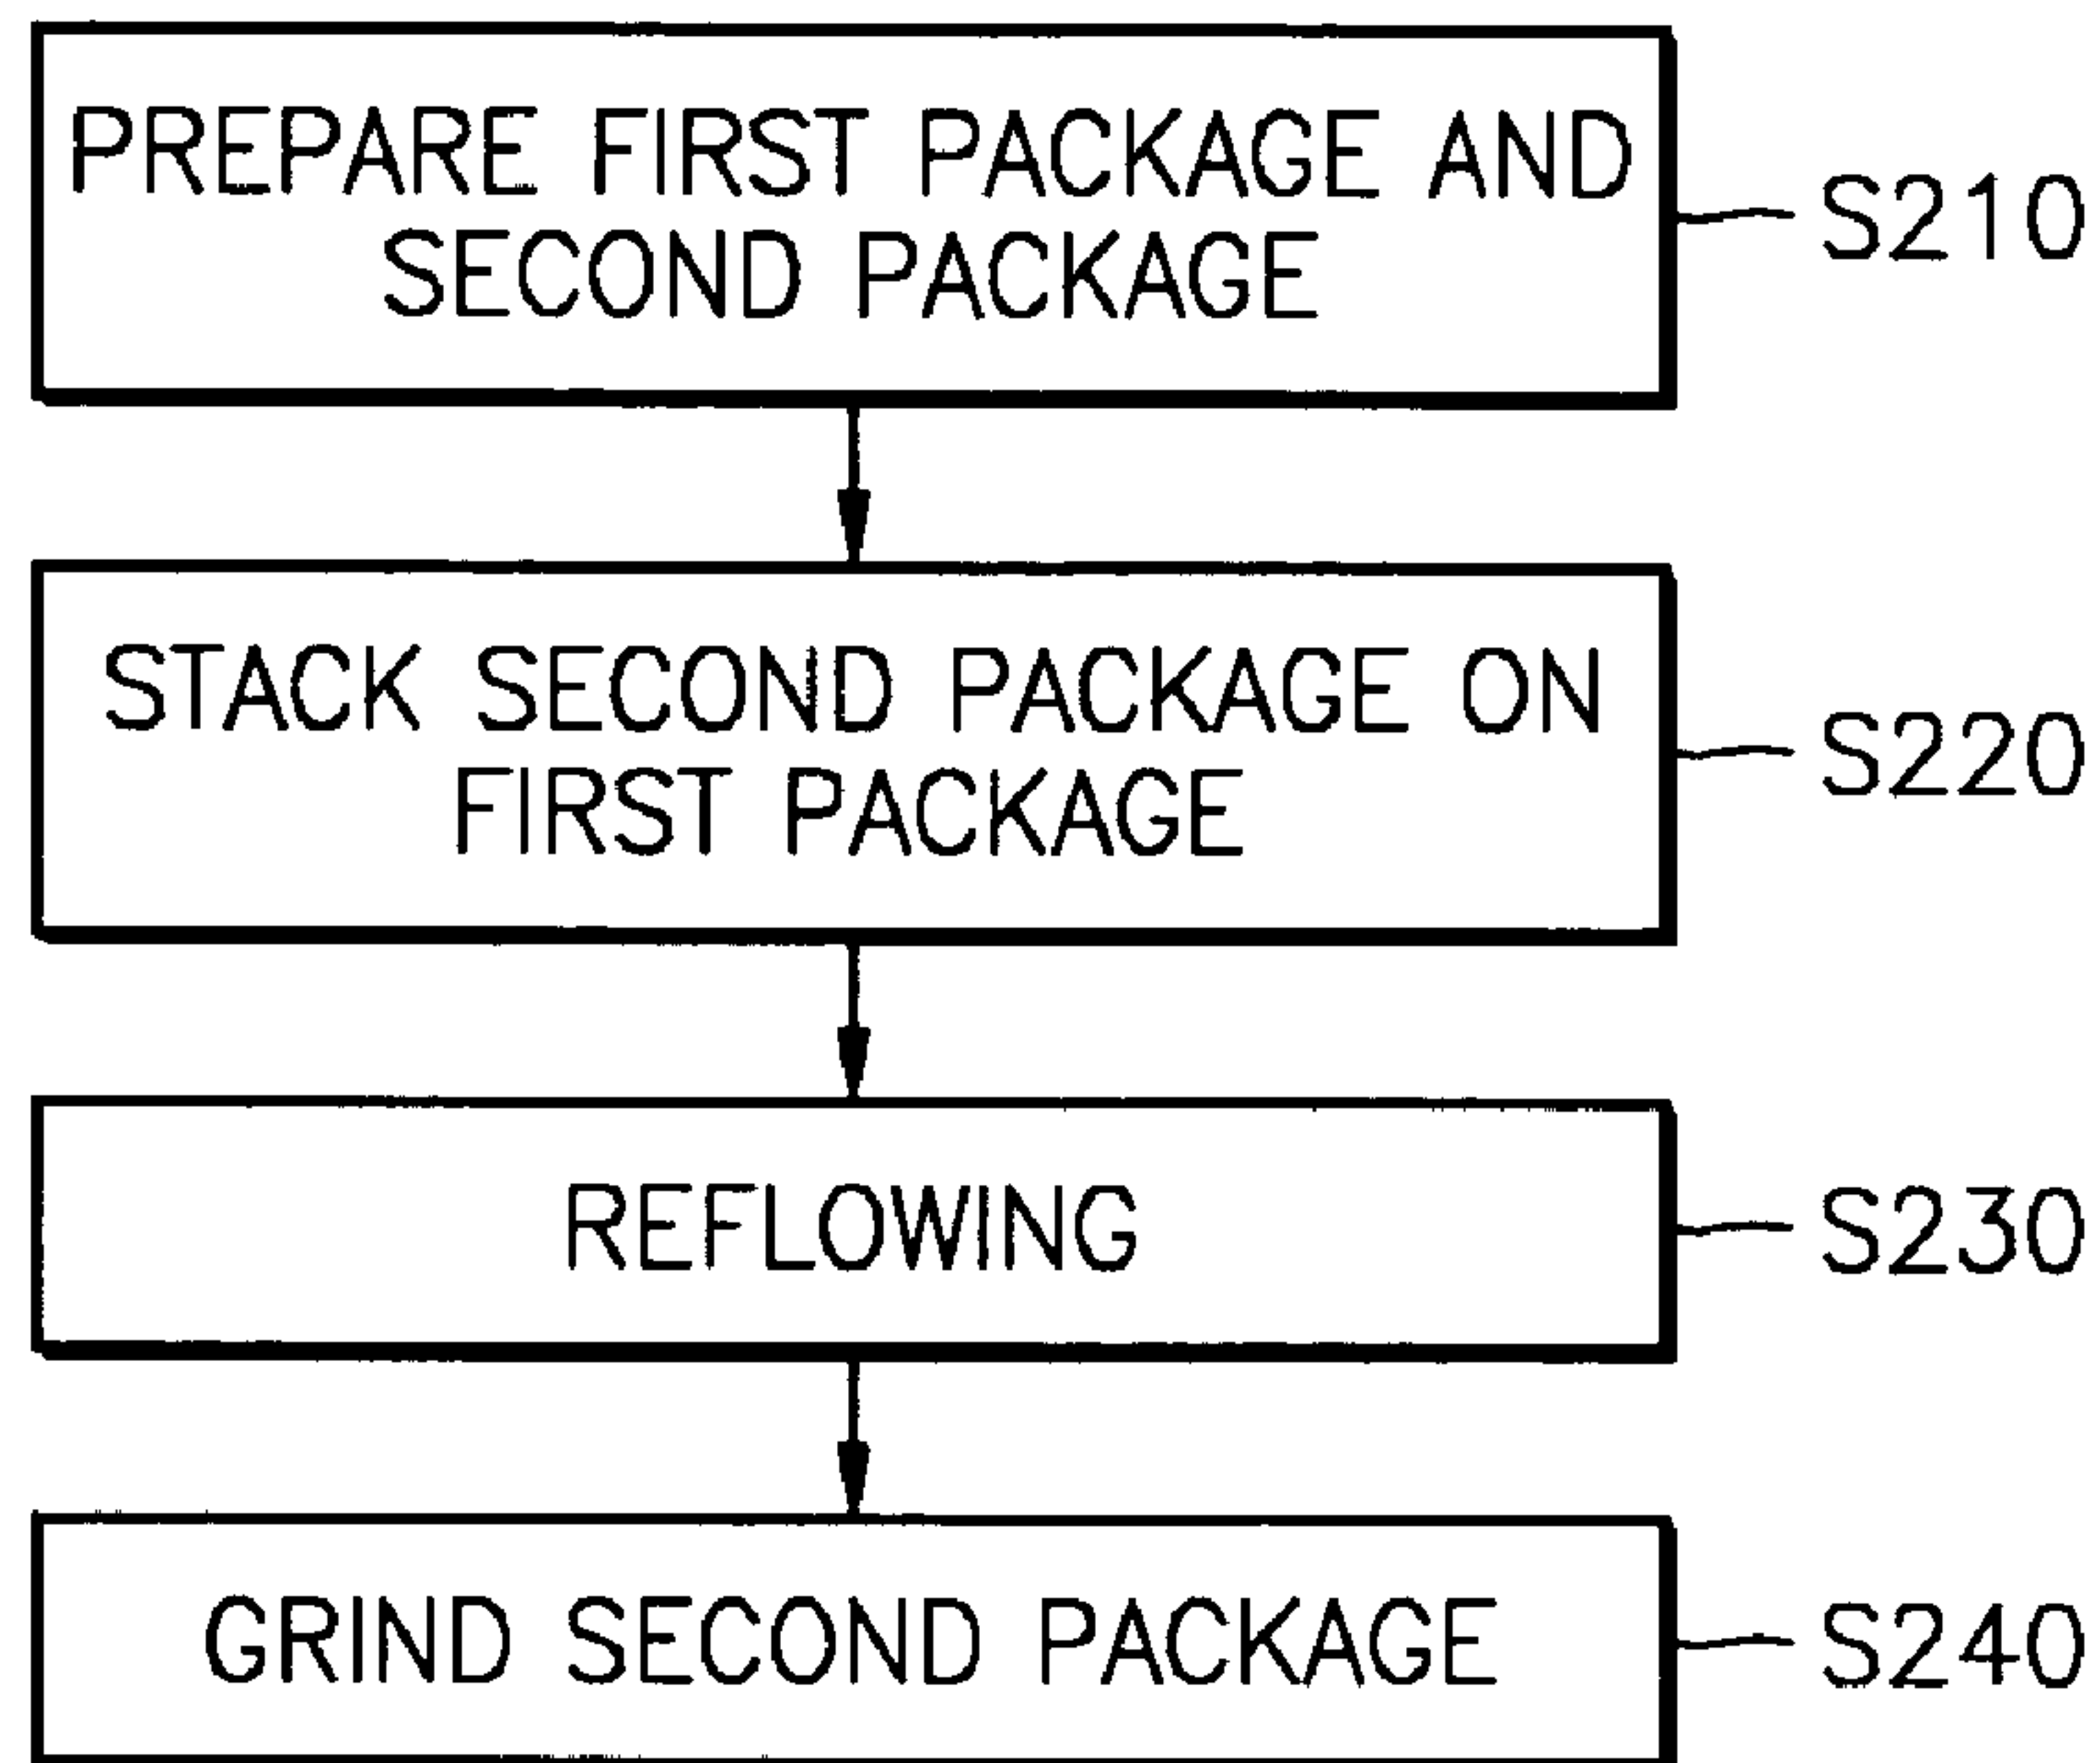 PREPARE FIRST PACKAGE AND
SECOND PACKAGE
S210
STACK SECOND PACKAGE ON
FIRST PACKAGE
S220
REFLOWING
S230
GRIND SECOND PACKAGE
S240